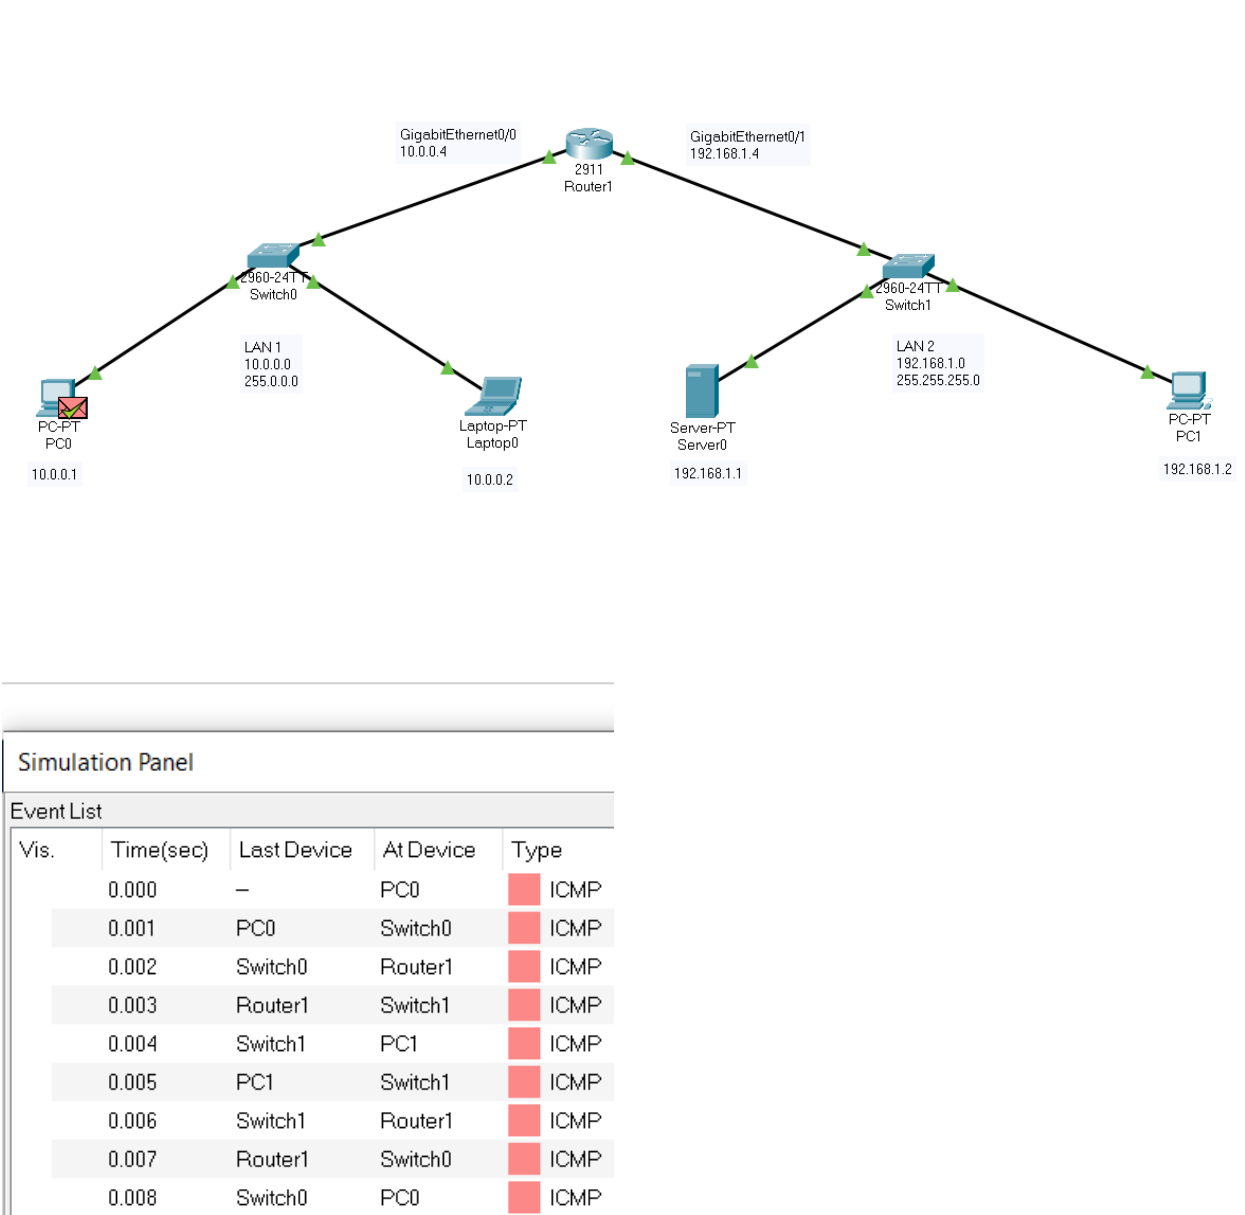 GigabitEthernet0/0
10.0.0.4
GigabitEthernet0/1
192.168.1.4
2911
Router1
2960-24TT
Switch0
2960-24TT
Switch1
LAN 1
10.0.0.0
255.0.0.0
LAN 2
192.168.1.0
255.255.255.0
PC-PT
PC0
10.0.0.1
Laptop-PT
Laptop0
10.0.0.2
Server-PT
Server0
192.168.1.1
PC-PT
PC1
192.168.1.2
Simulation Panel
Event List
Vis. Time(sec) Last Device At Device Type
0.000 -- PC0 ICMP
0.001 PC0 Switch0 ICMP
0.002 Switch0 Router1 ICMP
0.003 Router1 Switch1 ICMP
0.004 Switch1 PC1 ICMP
0.005 PC1 Switch1 ICMP
0.006 Switch1 Router1 ICMP
0.007 Router1 Switch0 ICMP
0.008 Switch0 PC0 ICMP